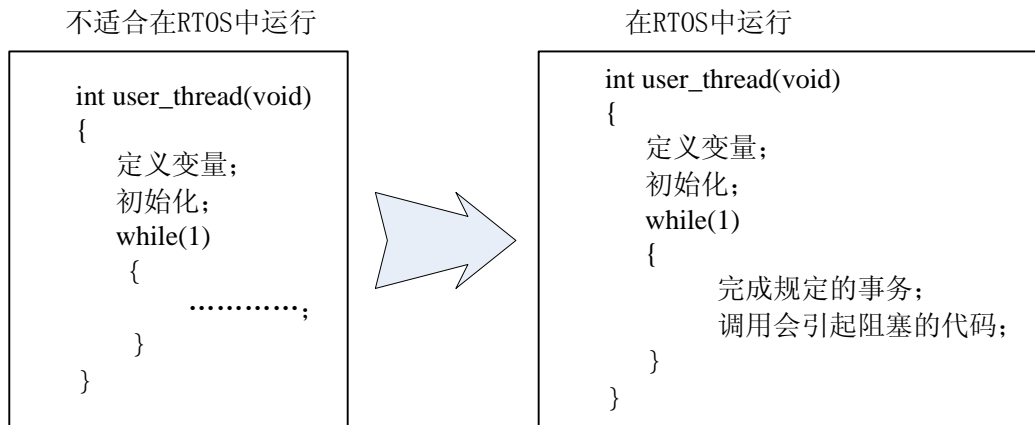 不适合在RTOS中运行
int user_thread(void)
{
定义变量；
初始化；
while(1)
{
…………；
}
}
在RTOS中运行
int user_thread(void)
{
定义变量；
初始化；
while(1)
{
完成规定的事务；
调用会引起阻塞的代码；
}
}